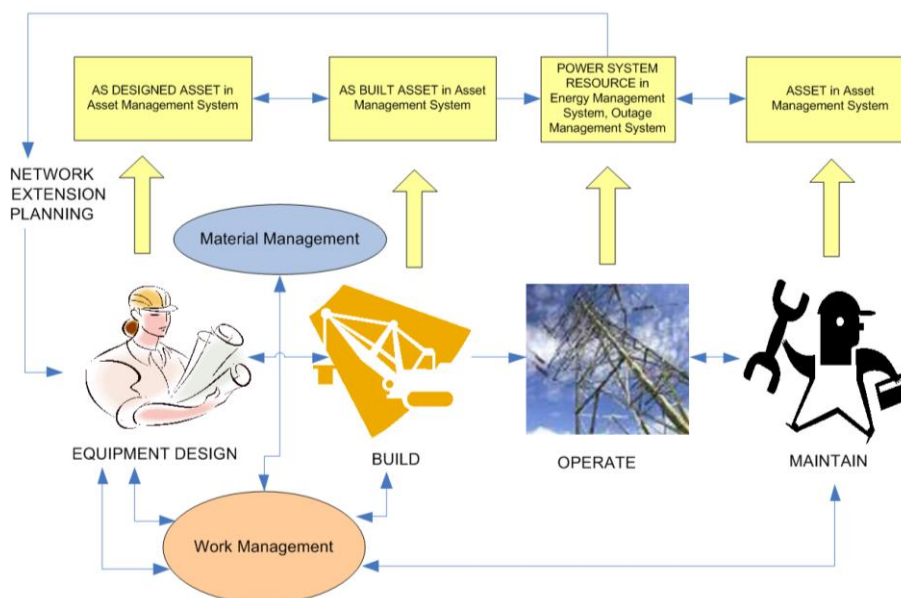 AS DESIGNED ASSET in
Asset Management
System
AS BUILT ASSET in Asset
Management System
POWER SYSTEM
RESOURCE in
Energy Management
System, Outage
Management System
ASSET in Asset
Management System
NETWORK
EXTENSION
PLANNING
Material Management
EQUIPMENT DESIGN
BUILD
OPERATE
MAINTAIN
Work Management